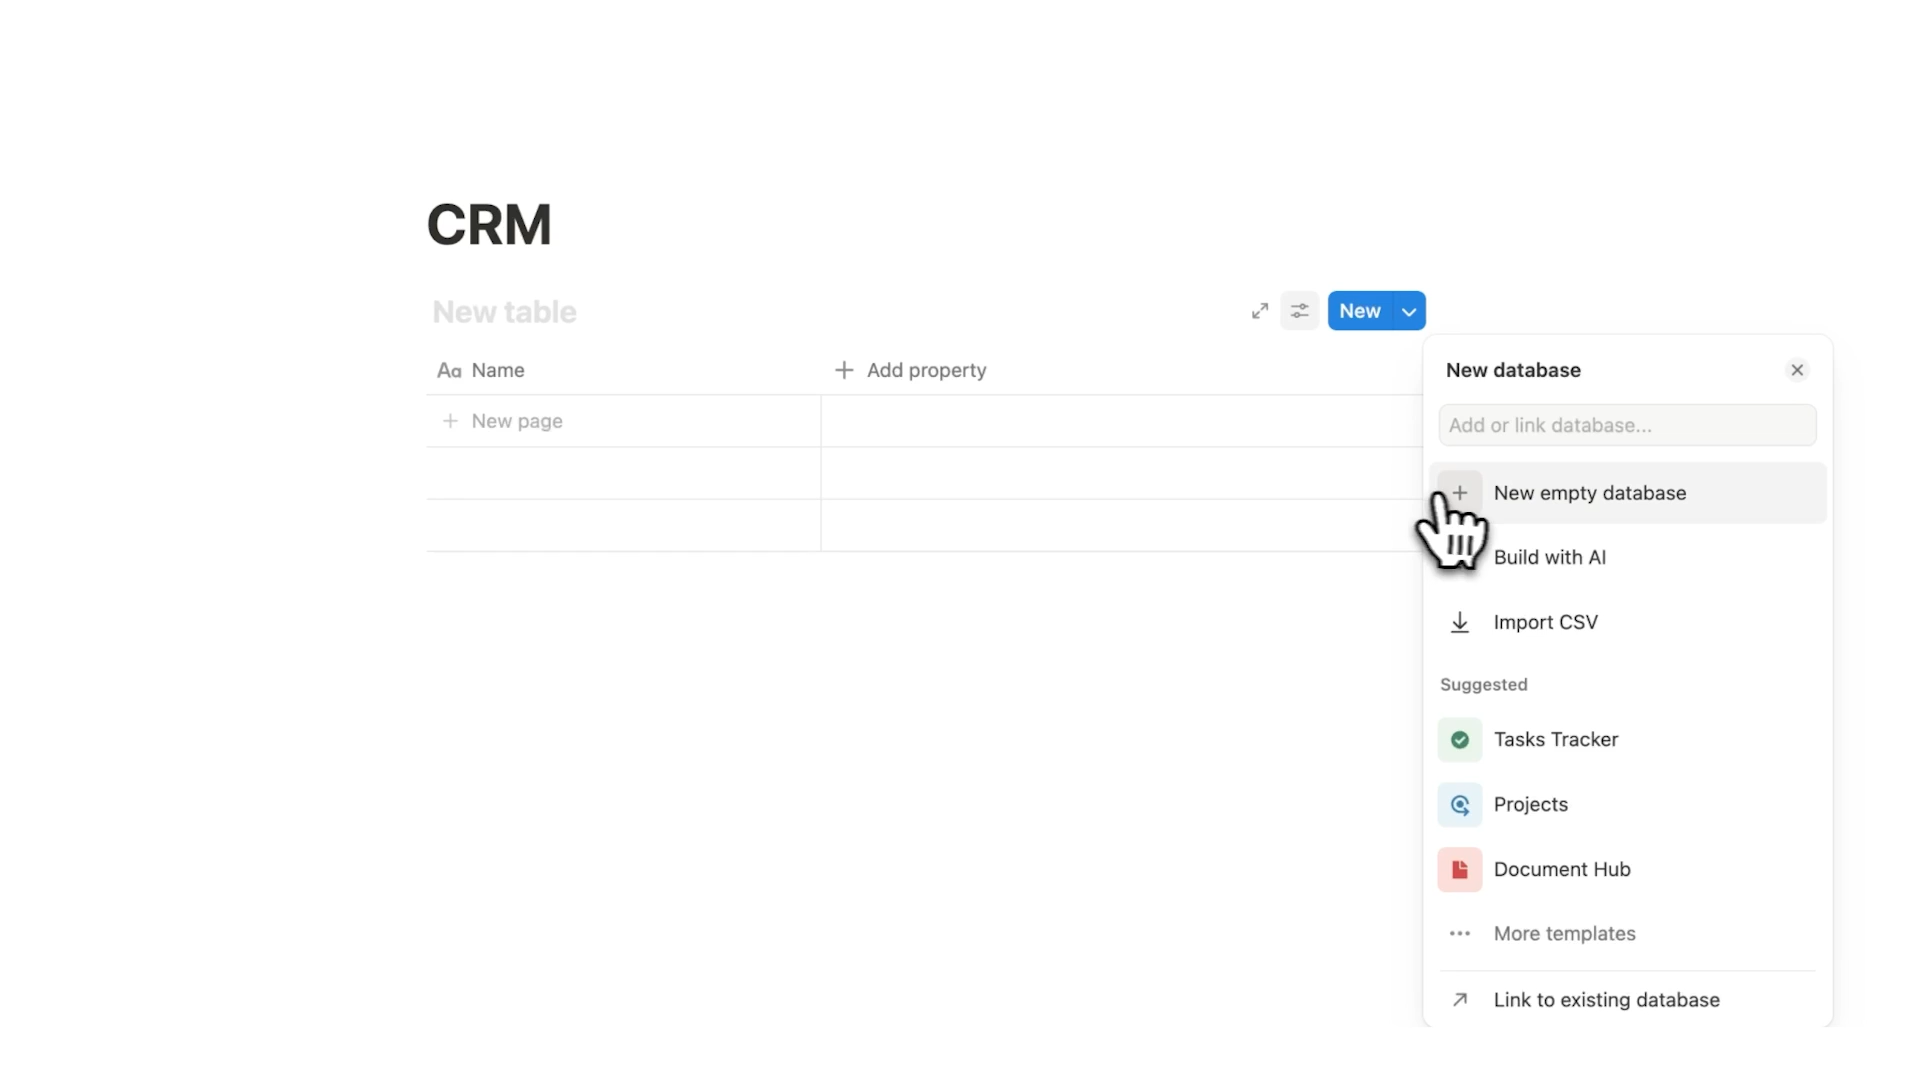 CRM
New table
New
Aa Name
Add property
New page
New database
Add or link database...
New empty database
Build with AI
Import CSV
Suggested
Tasks Tracker
Projects
Document Hub
More templates
Link to existing database